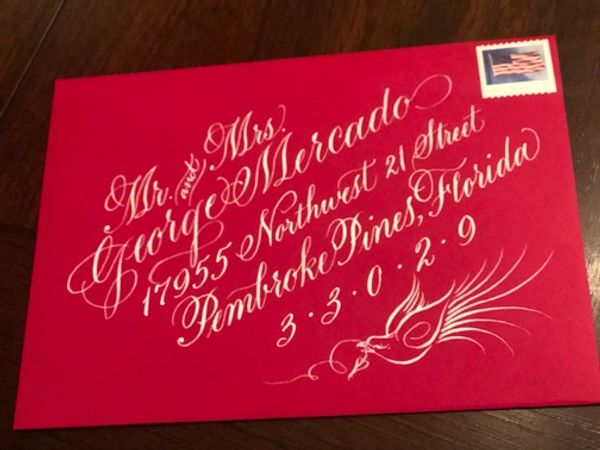 Mr. and Mrs.
George Mercado
17955 Northwest 21 Street
Pembroke Pines, Florida
3·3·0·2·9